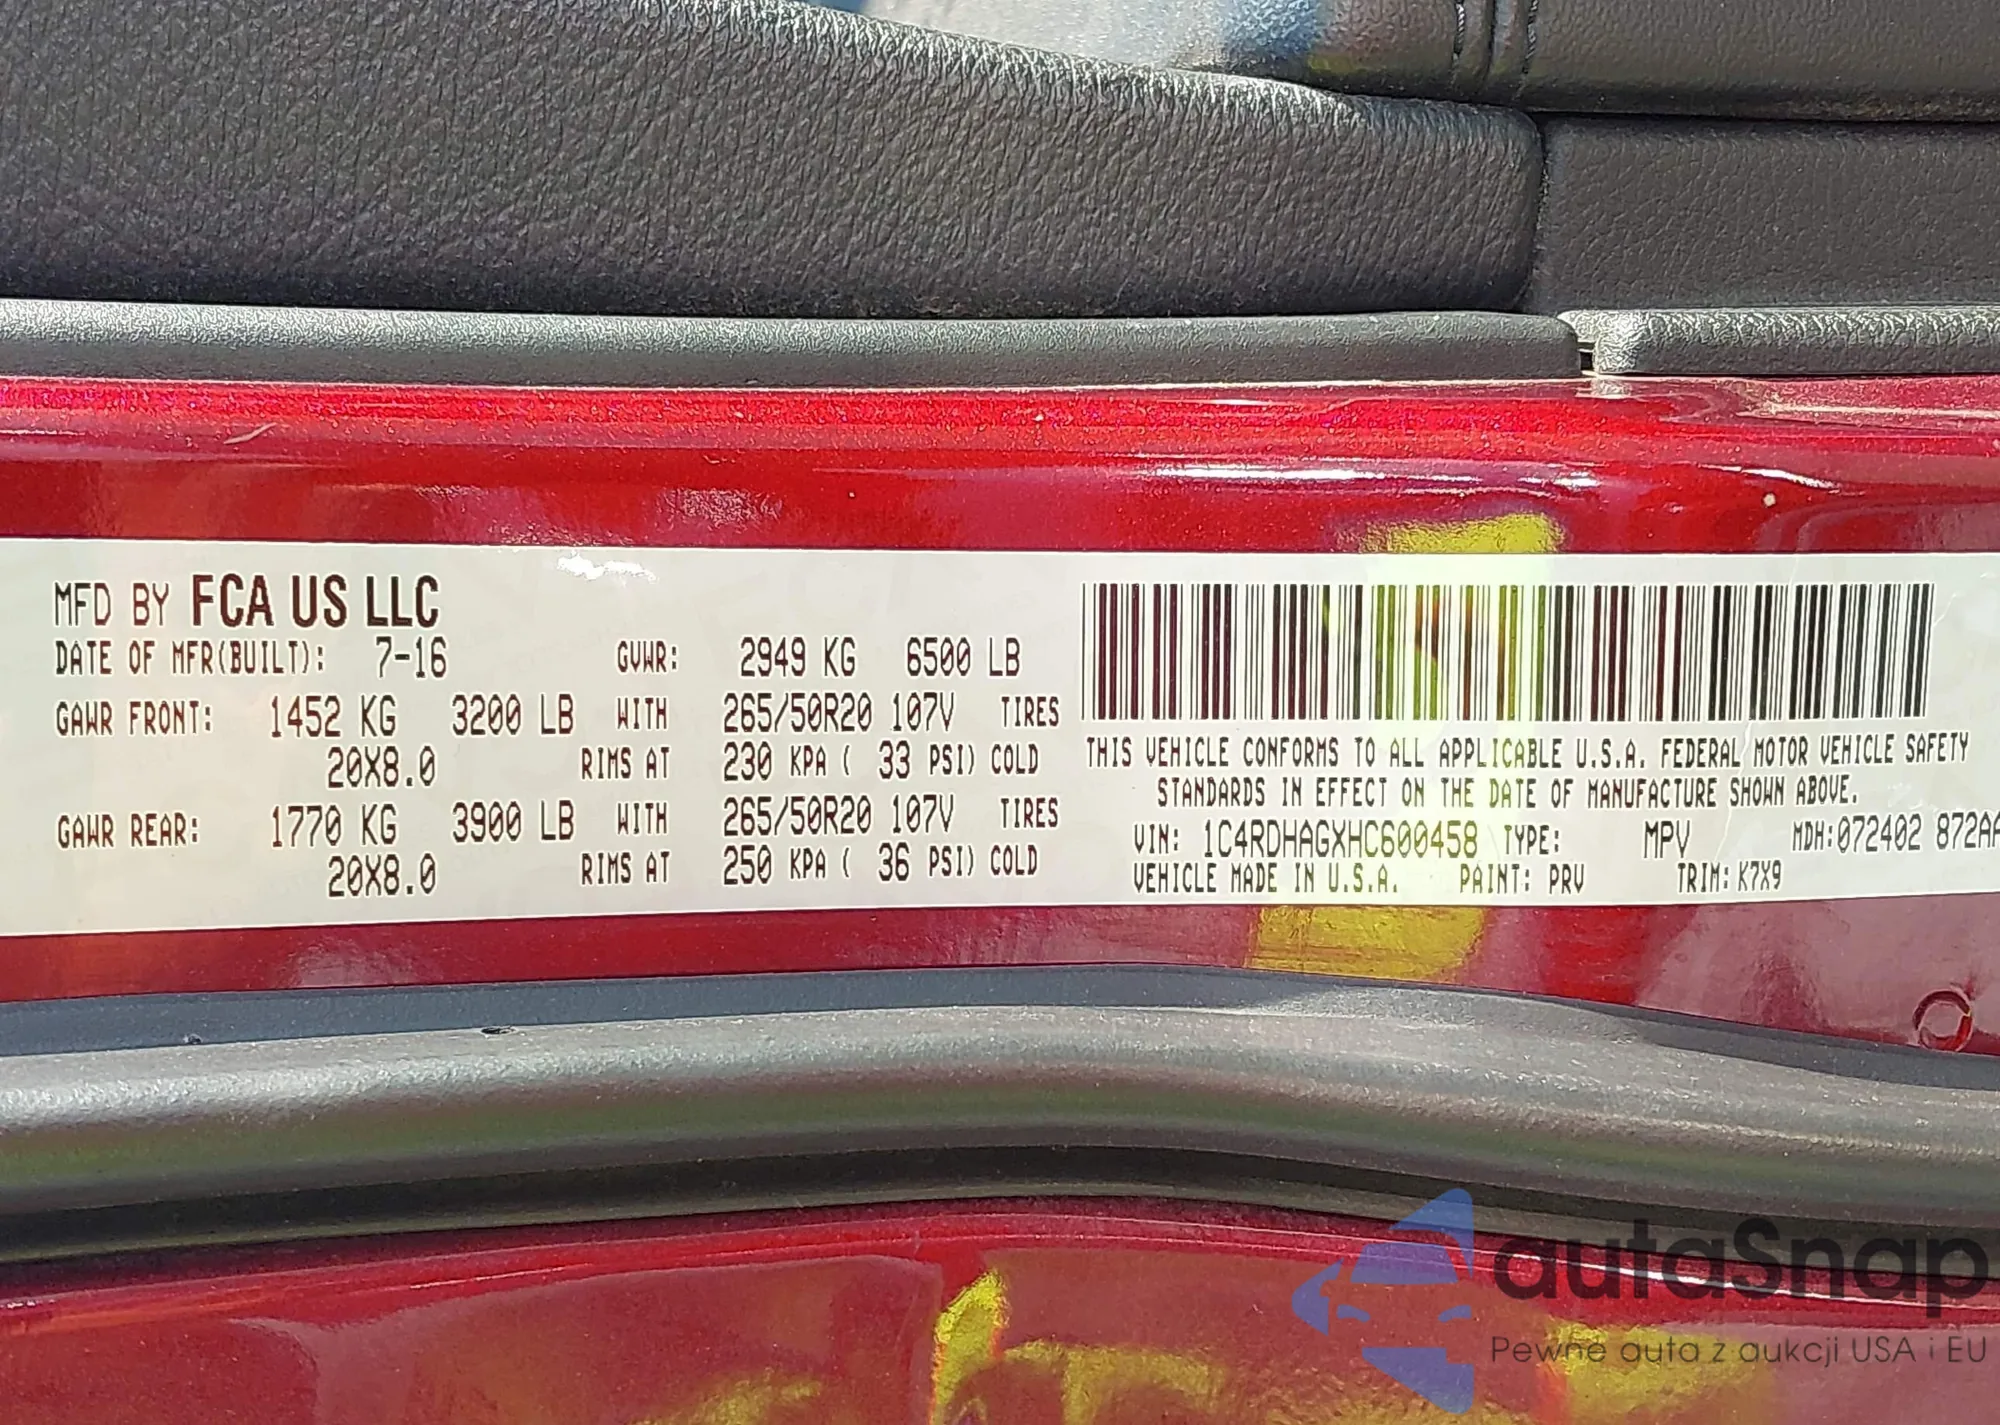 MFD BY FCA US LLC
DATE OF MFR(BUILT): 7-16 GVWR: 2949 KG 6500 LB
GAWR FRONT: 1452 KG 3200 LB WITH 265/50R20 107V TIRES
20X8.0 RIMS AT 230 KPA ( 33 PSI) COLD
GAWR REAR: 1770 KG 3900 LB WITH 265/50R20 107V TIRES
20X8.0 RIMS AT 250 KPA ( 36 PSI) COLD
THIS VEHICLE CONFORMS TO ALL APPLICABLE U.S.A. FEDERAL MOTOR VEHICLE SAFETY
STANDARDS IN EFFECT ON THE DATE OF MANUFACTURE SHOWN ABOVE.
VIN: 1C4RDHAGXHC600458 TYPE: MPV MDH:072402 872AA
VEHICLE MADE IN U.S.A. PAINT: PRV TRIM: K7X9
autaSnap
Pewne auta z aukcji USA i EU